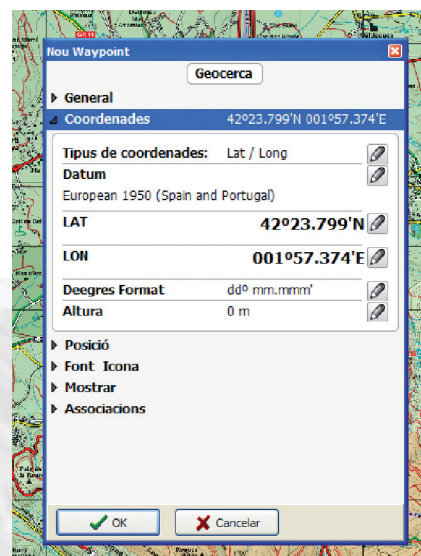 GR 11
Nou Waypoint
Geocerca
General
Coordenades 42º23.799'N 001º57.374'E
Tipus de coordenades: Lat / Long
Datum
European 1950 (Spain and Portugal)
LAT 42º23.799'N
LON 001º57.374'E
Deegres Format ddº mm.mmm'
Altura 0 m
Posició
Font Icona
Mostrar
Associacions
OK Cancelar